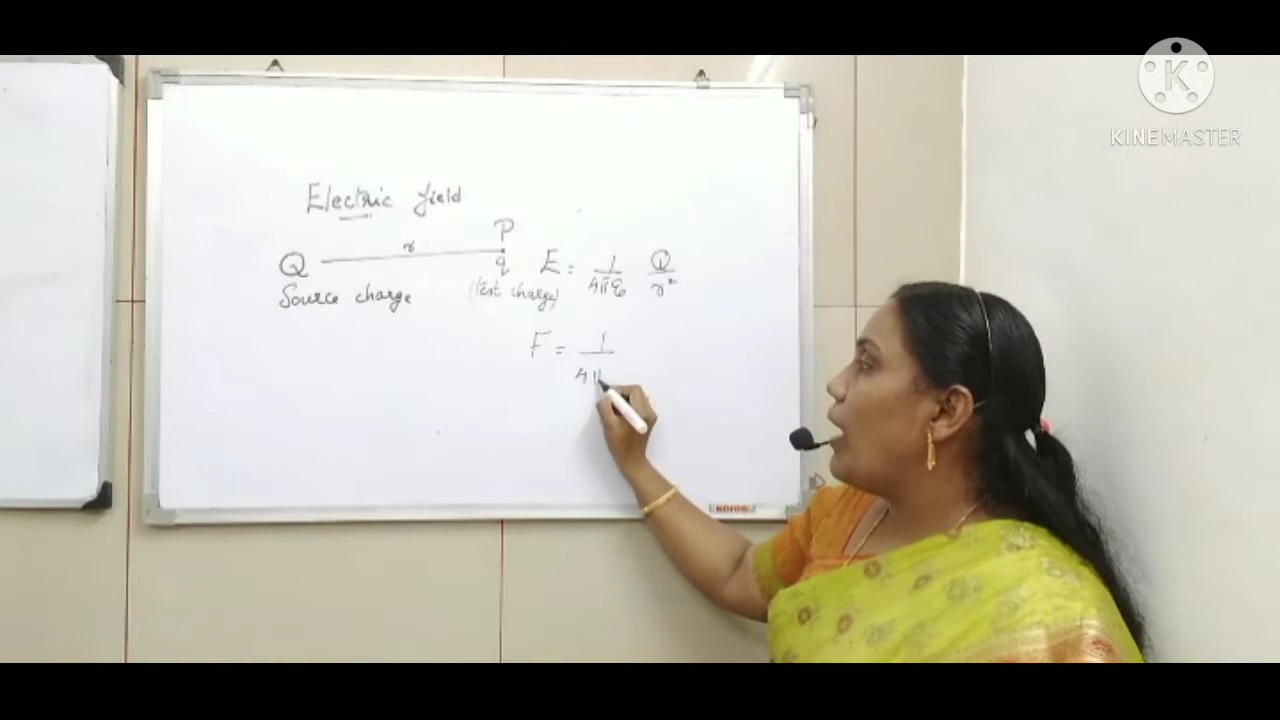 Electric field
r P
Q q E = 1/4πε₀ Q/r²
Source charge (test charge)
F = 1/4π
KINEMASTER